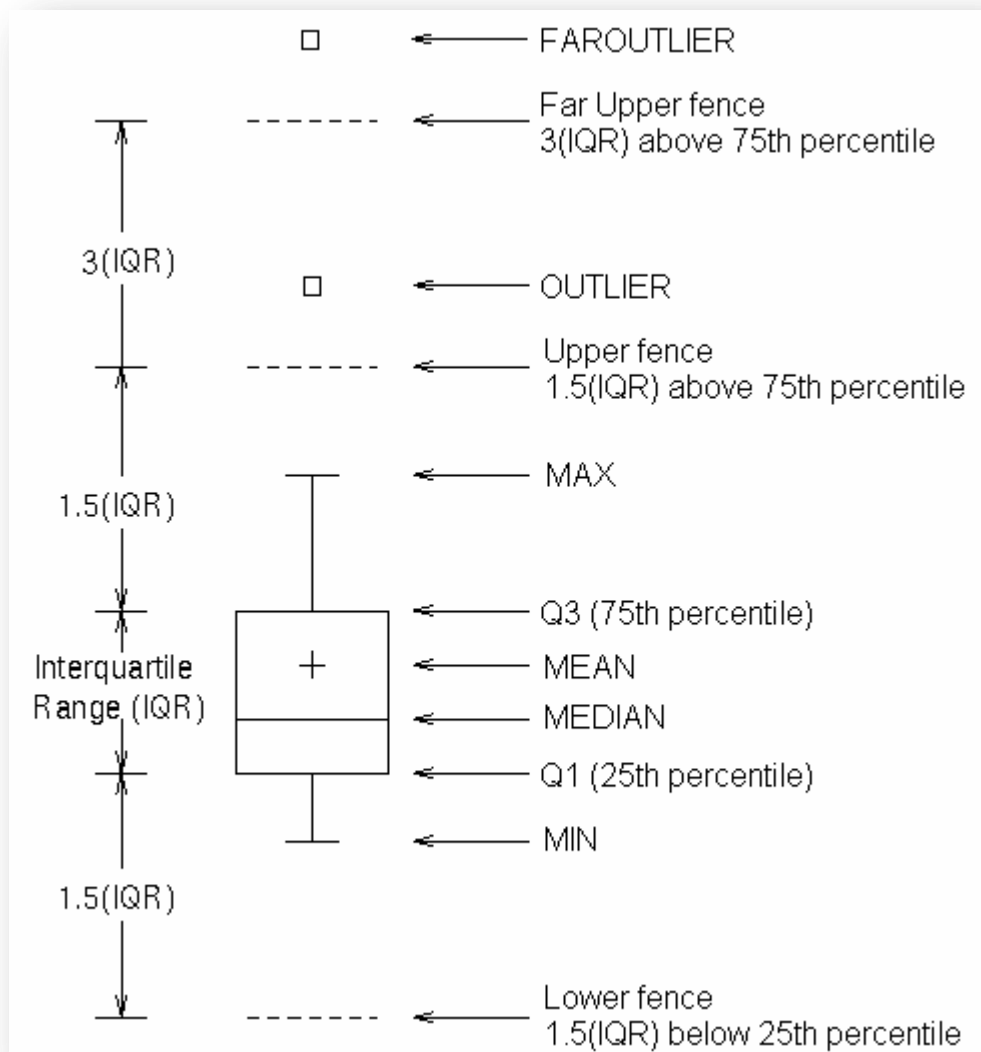 FAROUTLIER
Far Upper fence
3(IQR) above 75th percentile
3(IQR)
OUTLIER
Upper fence
1.5(IQR) above 75th percentile
MAX
1.5(IQR)
Q3 (75th percentile)
Interquartile
Range (IQR)
MEAN
MEDIAN
Q1 (25th percentile)
MIN
1.5(IQR)
Lower fence
1.5(IQR) below 25th percentile